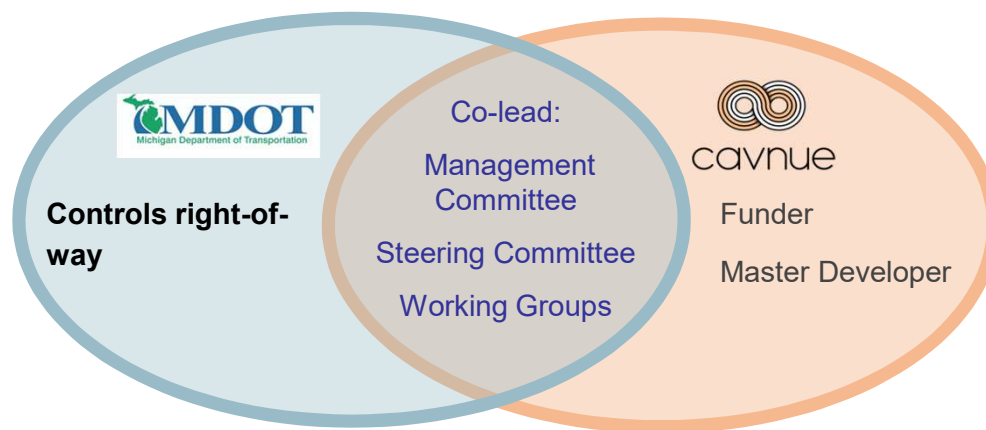 MDOT
Michigan Department of Transportation
Controls right-of-
way
Co-lead:
Management
Committee
Steering Committee
Working Groups
cavnue
Funder
Master Developer